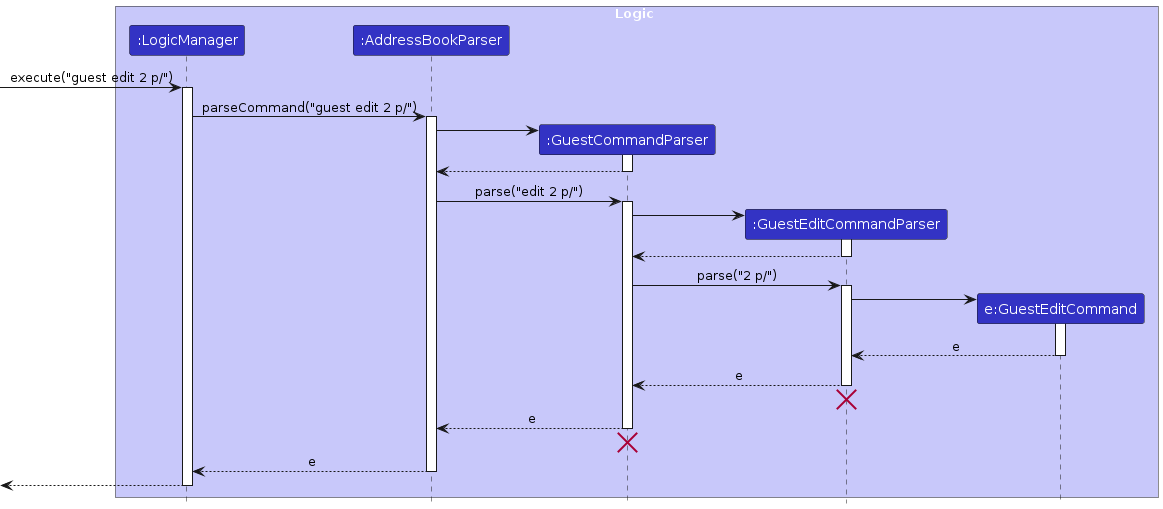 Logic
:LogicManager
:AddressBookParser
execute("guest edit 2 p/")
parseCommand("guest edit 2 p/")
:GuestCommandParser
parse("edit 2 p/")
:GuestEditCommandParser
parse("2 p/")
e:GuestEditCommand
e
e
e
e